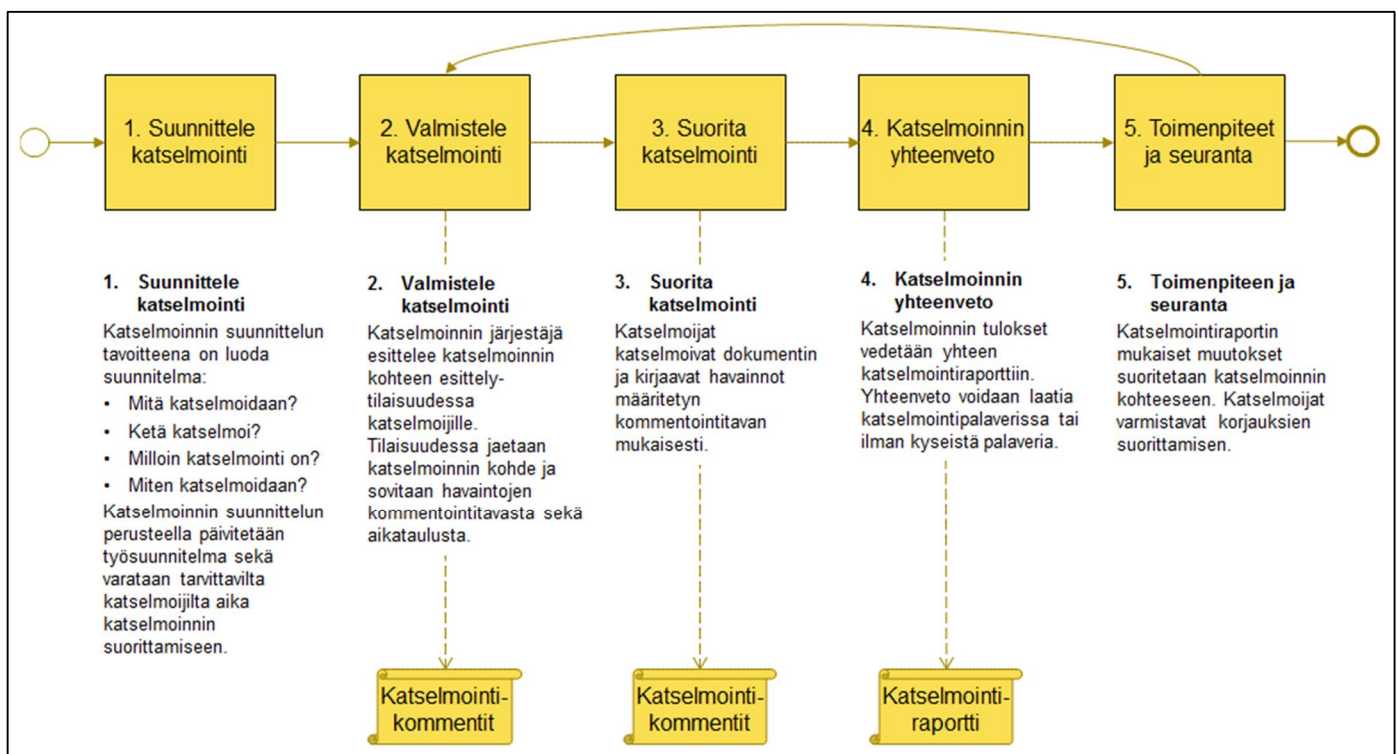 1. Suunnittele
katselmointi
2. Valmistele
katselmointi
3. Suorita
katselmointi
4. Katselmoinnin
yhteenveto
5. Toimenpiteet
ja seuranta
1. Suunnittele
katselmointi
Katselmoinnin suunnittelun
tavoitteena on luoda
suunnitelma:
• Mitä katselmoidaan?
• Ketä katselmoi?
• Milloin katselmointi on?
• Miten katselmoidaan?
Katselmoinnin suunnittelun
perusteella päivitetään
työsuunnitelma sekä
varataan tarvittavilta
katselmoijilta aika
katselmoinnin
suorittamiseen.
2. Valmistele
katselmointi
Katselmoinnin järjestäjä
esittelee katselmoinnin
kohteen esittely-
tilaisuudessa
katselmoijille.
Tilaisuudessa jaetaan
katselmoinnin kohde ja
sovitaan havaintojen
kommentointitavasta sekä
aikataulusta.
3. Suorita
katselmointi
Katselmoijat
katselmoivat dokumentin
ja kirjaavat havainnot
määritetyn
kommentointitavan
mukaisesti.
4. Katselmoinnin
yhteenveto
Katselmoinnin tulokset
vedetään yhteen
katselmointiraporttiin.
Yhteenveto voidaan laatia
katselmointipalaverissa tai
ilman kyseistä palaveria.
5. Toimenpiteen ja
seuranta
Katselmointiraportin
mukaiset muutokset
suoritetaan katselmoinnin
kohteeseen. Katselmoijat
varmistavat korjauksien
suorittamisen.
Katselmointi-
kommentit
Katselmointi-
kommentit
Katselmointi-
raportti